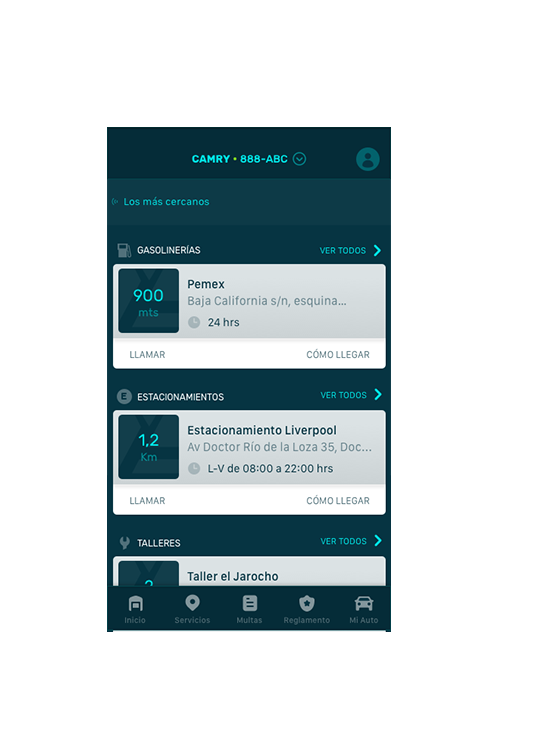 CAMRY • 888-ABC
Los más cercanos
GASOLINERÍAS
VER TODOS
900
mts
Pemex
Baja California s/n, esquina...
24 hrs
LLAMAR
CÓMO LLEGAR
E
ESTACIONAMIENTOS
VER TODOS
1,2
Km
Estacionamiento Liverpool
Av Doctor Río de la Loza 35, Doc...
L-V de 08:00 a 22:00 hrs
LLAMAR
CÓMO LLEGAR
TALLERES
VER TODOS
Taller el Jarocho
Inicio
Servicios
Multas
Reglamento
Mi Auto